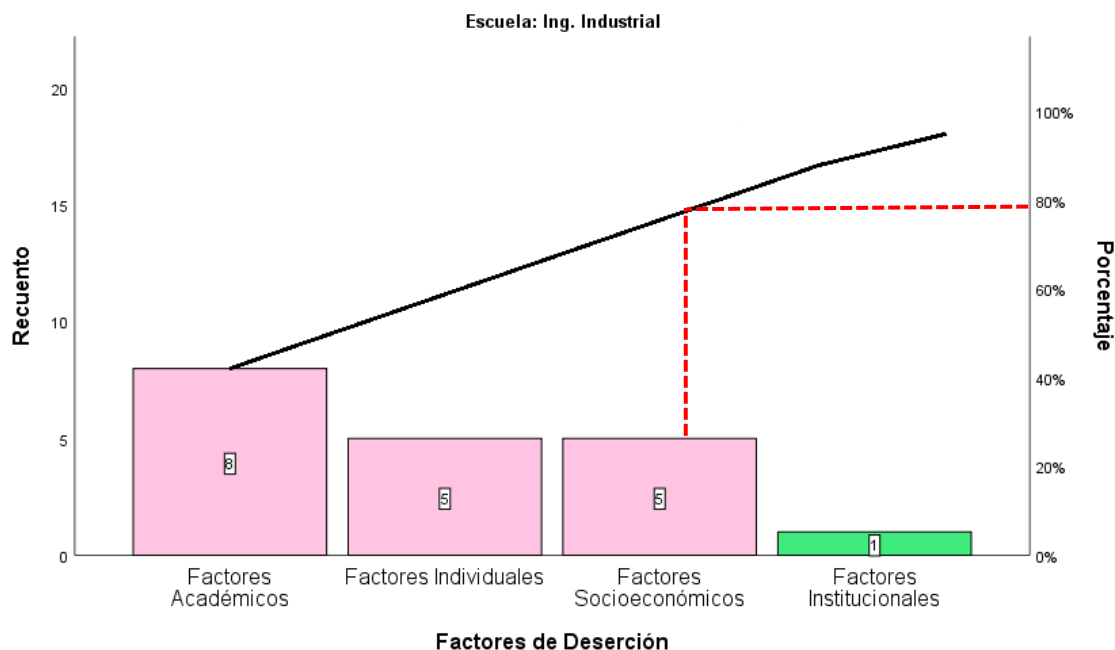 Escuela: Ing. Industrial
Recuento
20
15
10
5
0
8
5
5
1
100%
80%
60%
40%
20%
0%
Porcentaje
Factores
Académicos
Factores Individuales
Factores
Socioeconómicos
Factores
Institucionales
Factores de Deserción